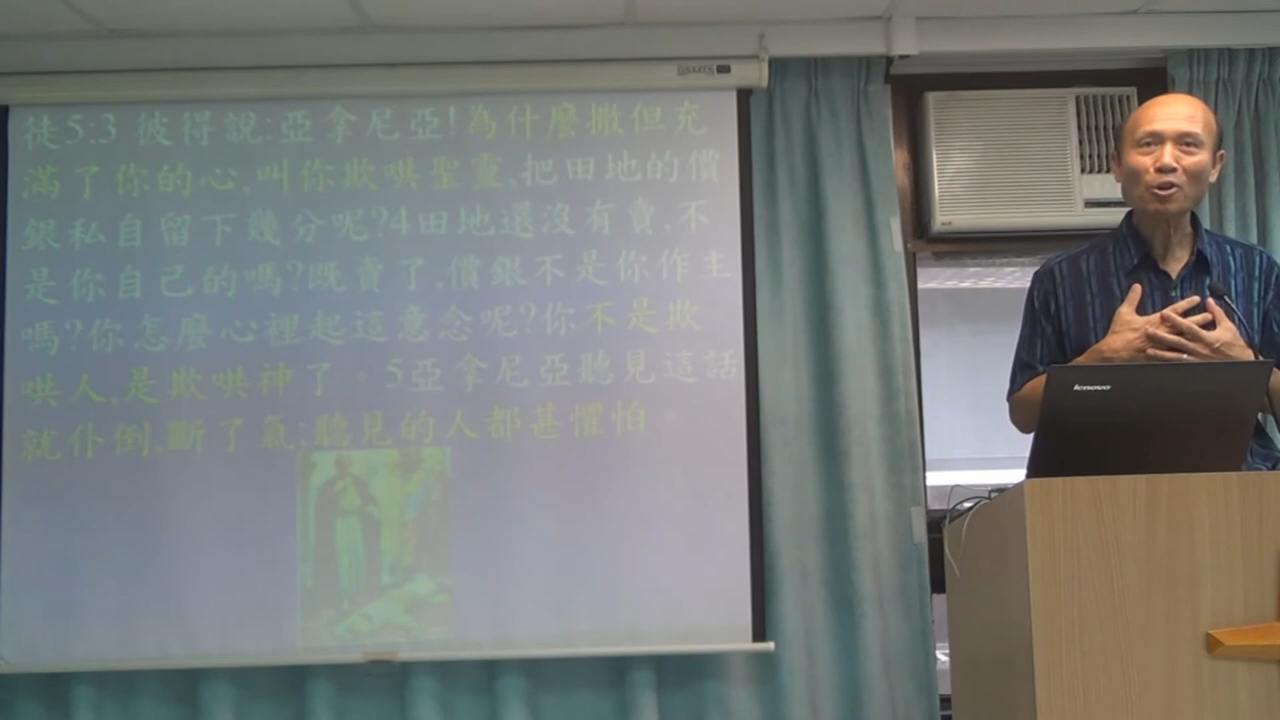 徒5:3 彼得說:亞拿尼亞!為什麼撒但充
滿了你的心,叫你欺哄聖靈,把田地的價
銀私自留下幾分呢?4田地還沒有賣,不
是你自己的嗎?既賣了,價銀不是你作主
嗎?你怎麼心裡起這意念呢?你不是欺
哄人,是欺哄神了。5亞拿尼亞聽見這話
就仆倒,斷了氣;聽見的人都甚懼怕
lenovo